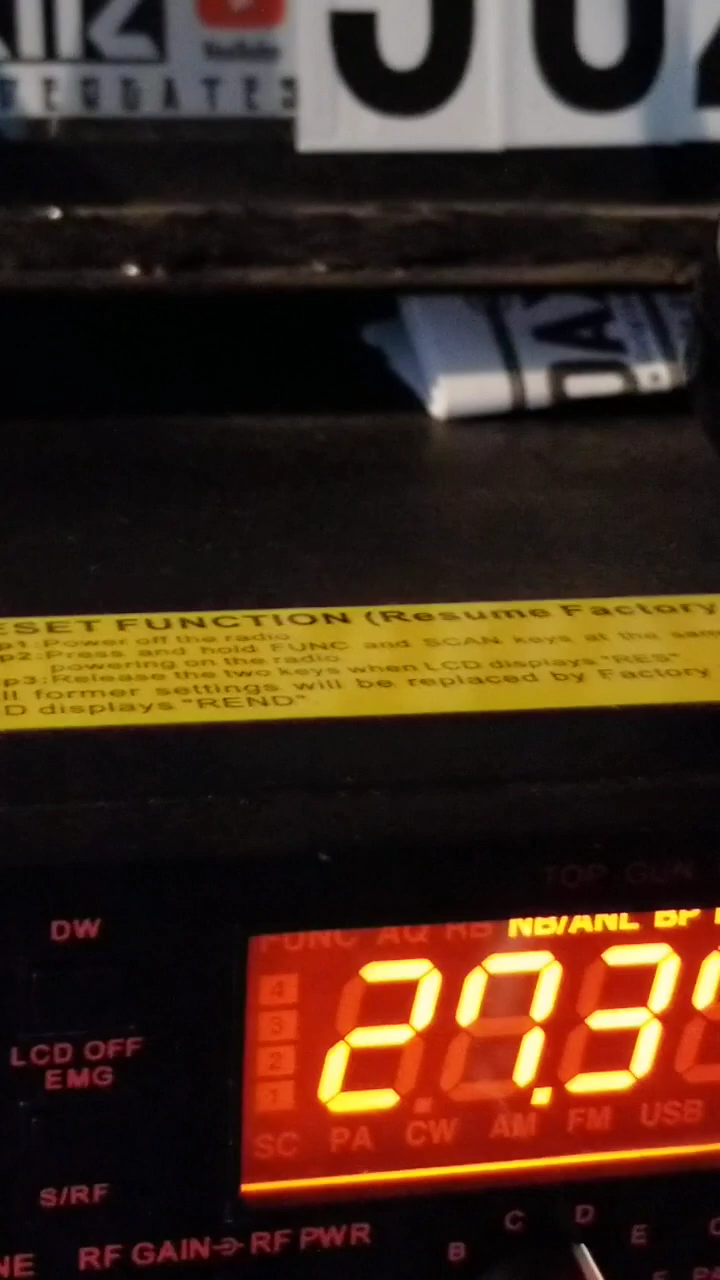 YouTube
DAY
ESET FUNCTION (Resume Factory
p1:Power off the radio
p2:Press and hold FUNC and SCAN keys at the sam
powering on the radio
p3:Release the two keys when LCD displays "RES"
ll former settings will be replaced by Factory
D displays "REND"
TOP GUN
DW
FUNC AQ RB NB/ANL BP
4
3
2
1
27.3
LCD OFF
EMG
SC PA CW AM FM USB
S/RF
NE RF GAIN RF PWR
B C D E